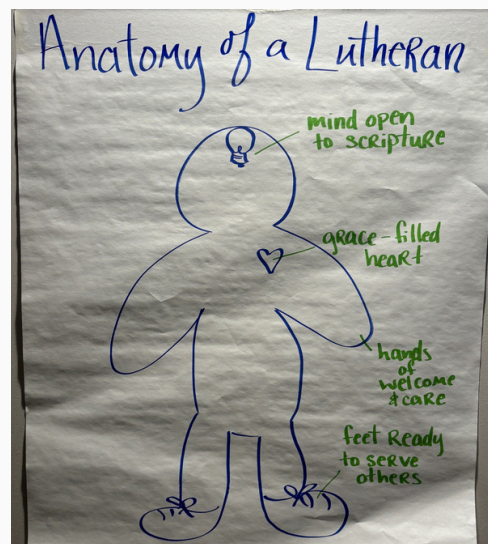 Anatomy of a Lutheran
mind open
to scripture
grace-filled
heart
hands
of
welcome
& care
feet Ready
to serve
others